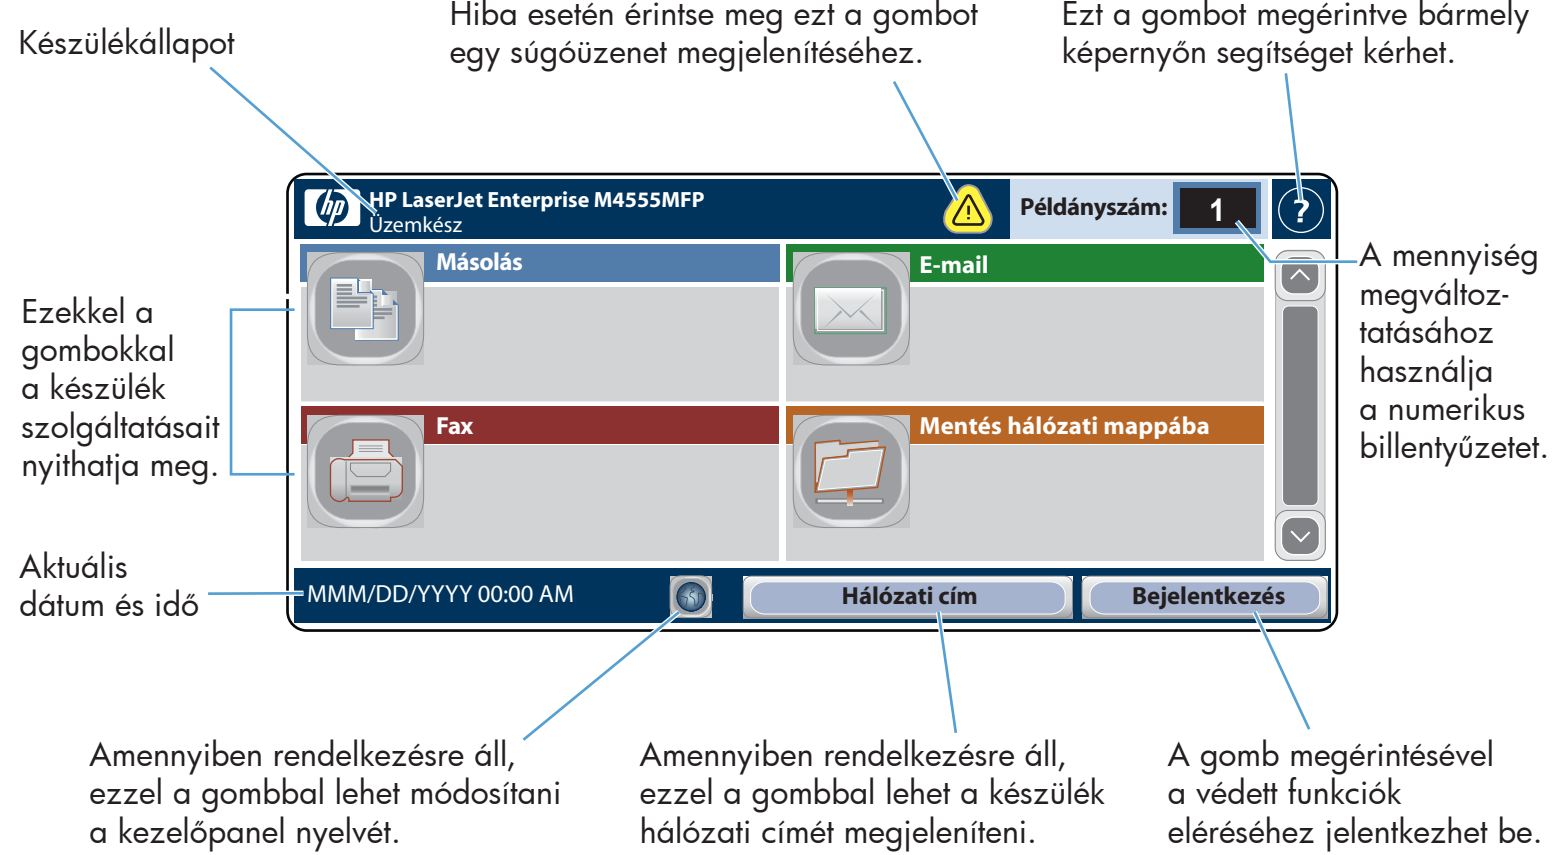 Készülékállapot
Hiba esetén érintse meg ezt a gombot
egy súgóüzenet megjelenítéséhez.
Ezt a gombot megérintve bármely
képernyőn segítséget kérhet.
hp
HP LaserJet Enterprise M4555MFP
Üzemkész
Példányszám:
1
?
Másolás
E-mail
Fax
Mentés hálózati mappába
A mennyiség
megváltoz-
tatásához
használja
a numerikus
billentyűzetet.
Ezekkel a
gombokkal
a készülék
szolgáltatásait
nyithatja meg.
Aktuális
dátum és idő
MMM/DD/YYYY 00:00 AM
Hálózati cím
Bejelentkezés
Amennyiben rendelkezésre áll,
ezzel a gombbal lehet módosítani
a kezelőpanel nyelvét.
Amennyiben rendelkezésre áll,
ezzel a gombbal lehet a készülék
hálózati címét megjeleníteni.
A gomb megérintésével
a védett funkciók
eléréséhez jelentkezhet be.